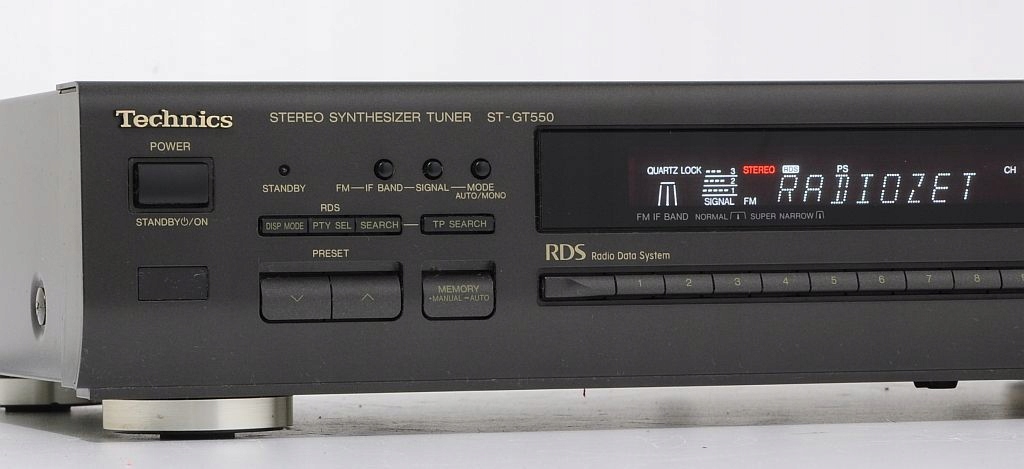 Technics
STEREO SYNTHESIZER TUNER ST-GT550
POWER
STANDBY⏻/ON
STANDBY
FM—IF BAND—SIGNAL—MODE
AUTO/MONO
RDS
DISP MODE PTY SEL SEARCH TP SEARCH
PRESET
MEMORY
-MANUAL =AUTO
QUARTZ LOCK 3 STEREO RDS PS CH
2
1
SIGNAL FM RADIOZET
FM IF BAND NORMAL SUPER NARROW
RDS Radio Data System
1 2 3 4 5 6 7 8